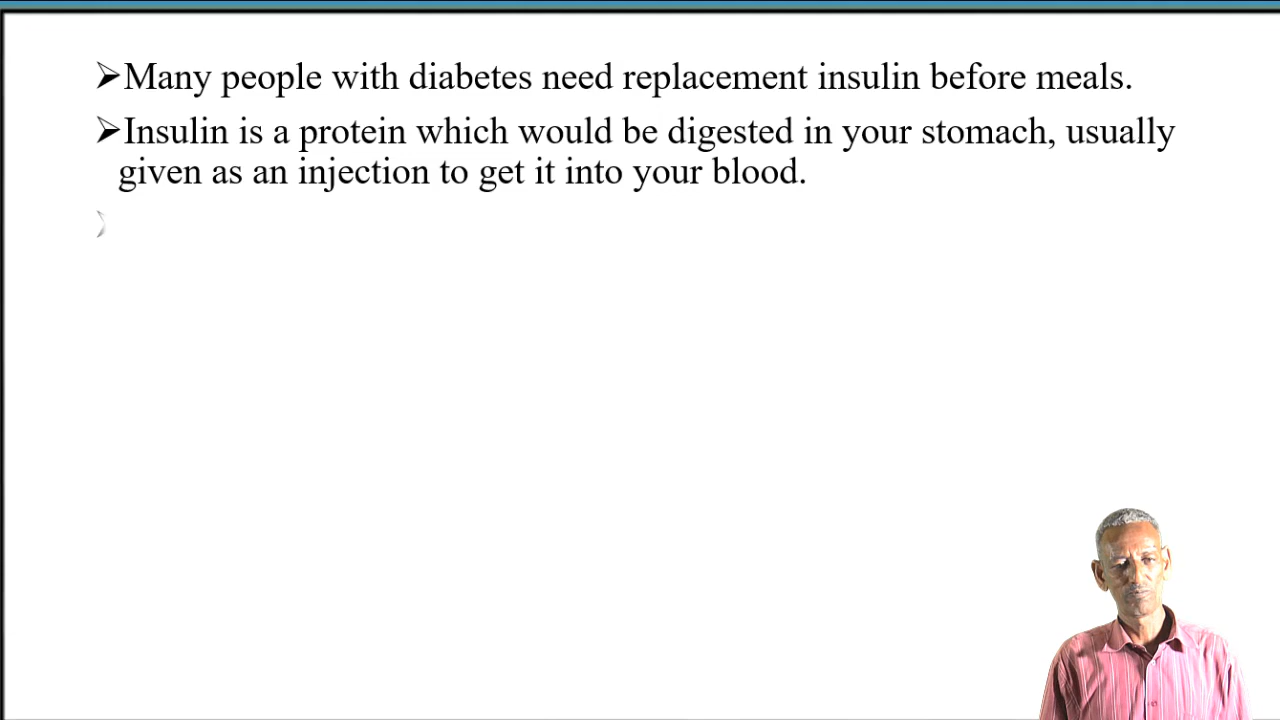 ➢Many people with diabetes need replacement insulin before meals.
➢Insulin is a protein which would be digested in your stomach, usually
given as an injection to get it into your blood.